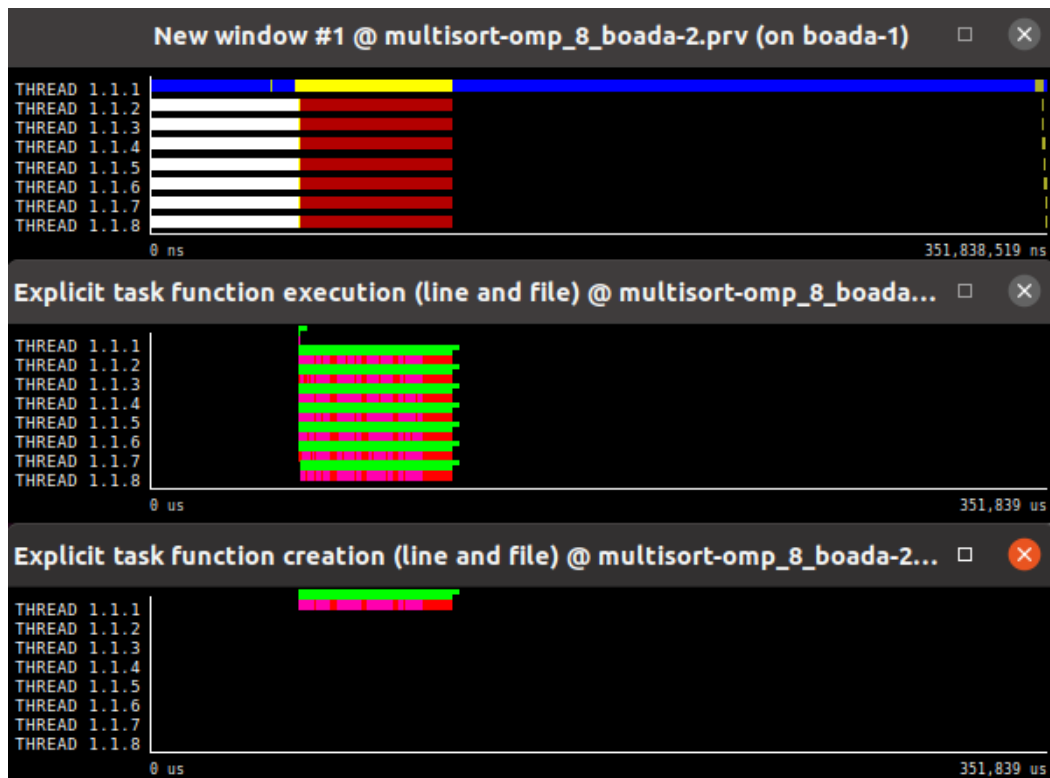 New window #1 @ multisort-omp_8_boada-2.prv (on boada-1)
THREAD 1.1.1
THREAD 1.1.2
THREAD 1.1.3
THREAD 1.1.4
THREAD 1.1.5
THREAD 1.1.6
THREAD 1.1.7
THREAD 1.1.8
0 ns 351,838,519 ns
Explicit task function execution (line and file) @ multisort-omp_8_boada...
THREAD 1.1.1
THREAD 1.1.2
THREAD 1.1.3
THREAD 1.1.4
THREAD 1.1.5
THREAD 1.1.6
THREAD 1.1.7
THREAD 1.1.8
0 us 351,839 us
Explicit task function creation (line and file) @ multisort-omp_8_boada-2...
THREAD 1.1.1
THREAD 1.1.2
THREAD 1.1.3
THREAD 1.1.4
THREAD 1.1.5
THREAD 1.1.6
THREAD 1.1.7
THREAD 1.1.8
0 us 351,839 us